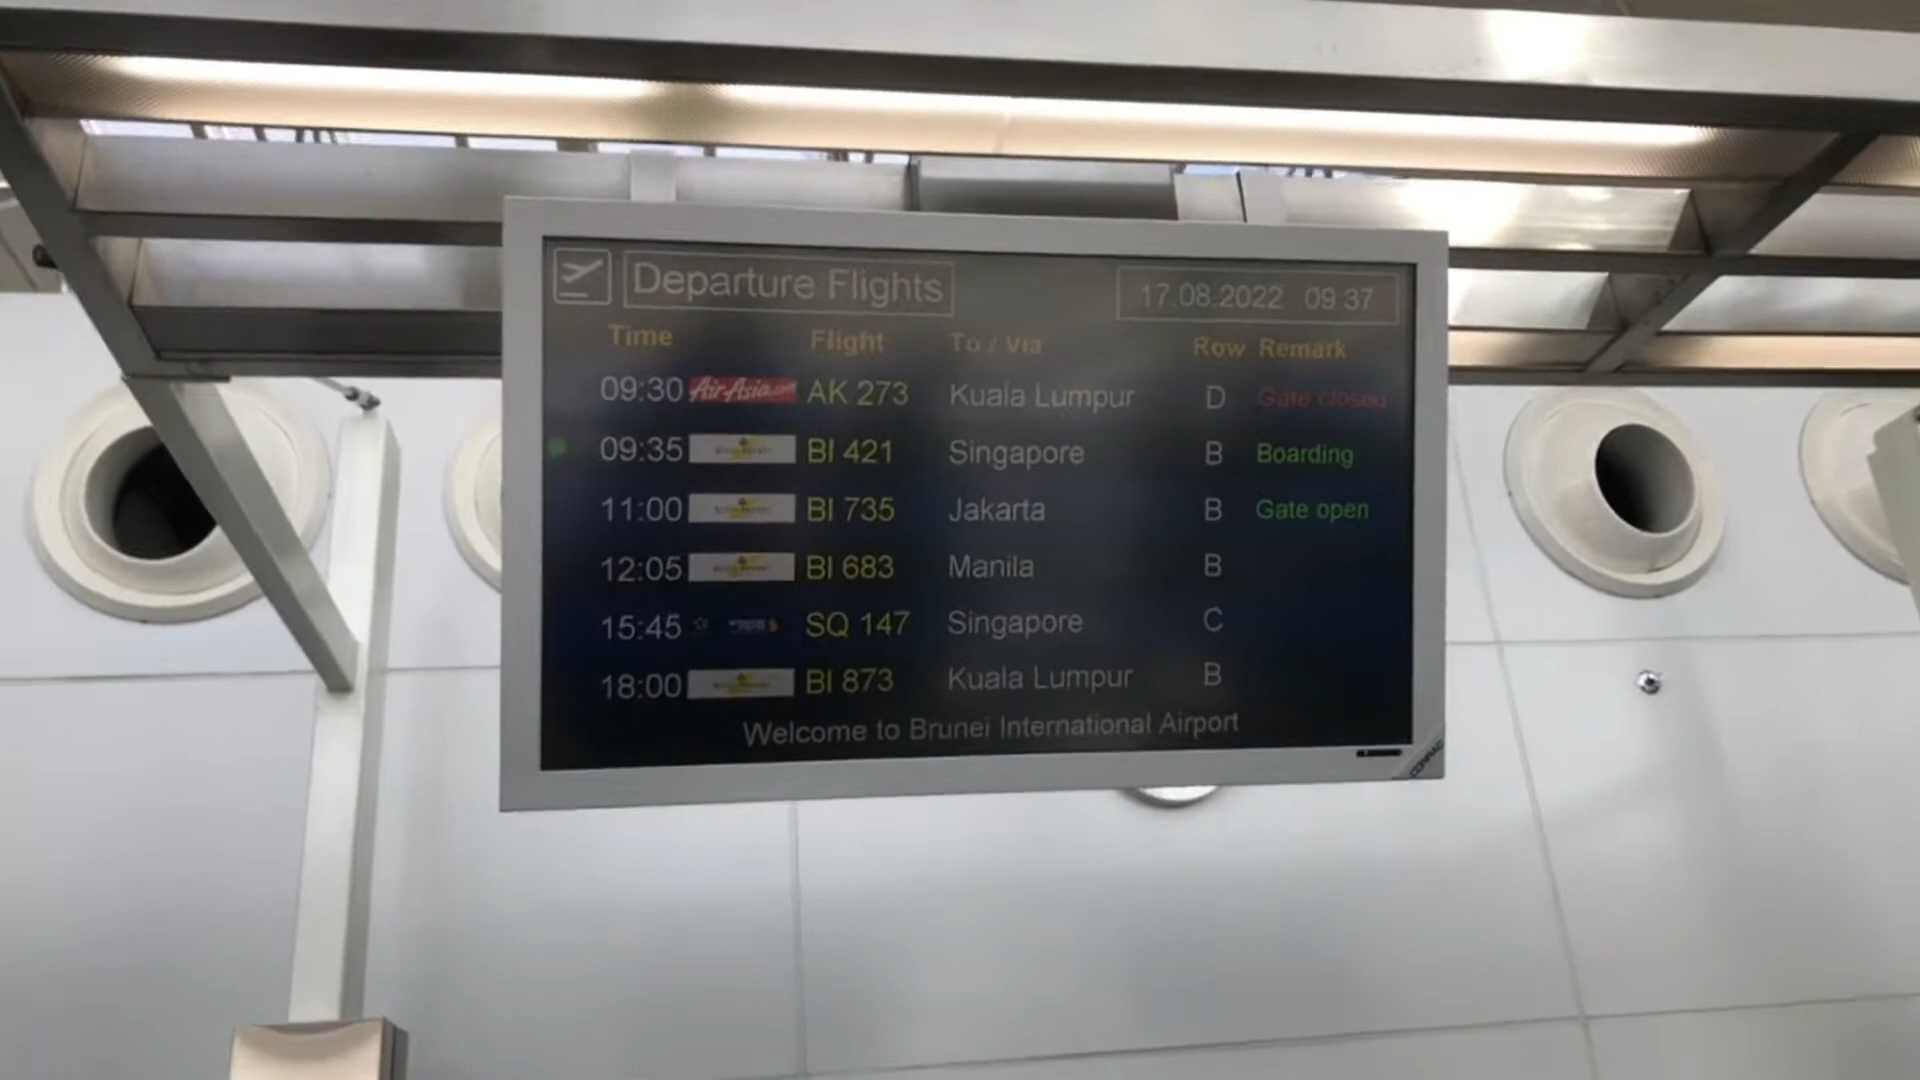 Departure Flights 17.08.2022 09:37
Time Flight To / Via Row Remark
09:30 AirAsia.com AK 273 Kuala Lumpur D Gate closed
09:35 BI 421 Singapore B Boarding
11:00 BI 735 Jakarta B Gate open
12:05 BI 683 Manila B
15:45 SQ 147 Singapore C
18:00 BI 873 Kuala Lumpur B
Welcome to Brunei International Airport
CONRAC